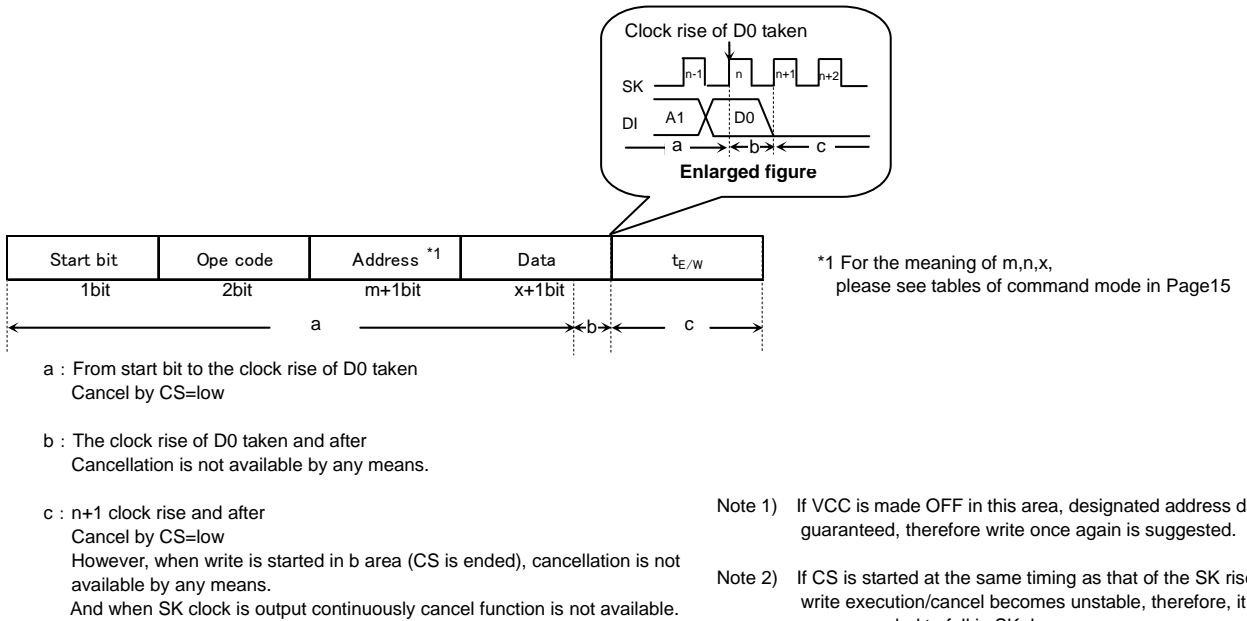 Clock rise of D0 taken
SK n-1 n n+1 n+2
DI A1 D0
a b c
Enlarged figure
Start bit Ope code Address *1 Data tE/W
1bit 2bit m+1bit x+1bit
a b c
*1 For the meaning of m,n,x,
please see tables of command mode in Page15
a : From start bit to the clock rise of D0 taken
Cancel by CS=low
b : The clock rise of D0 taken and after
Cancellation is not available by any means.
c : n+1 clock rise and after
Cancel by CS=low
However, when write is started in b area (CS is ended), cancellation is not
available by any means.
And when SK clock is output continuously cancel function is not available.
Note 1) If VCC is made OFF in this area, designated address d
guaranteed, therefore write once again is suggested.
Note 2) If CS is started at the same timing as that of the SK rise
write execution/cancel becomes unstable, therefore, it